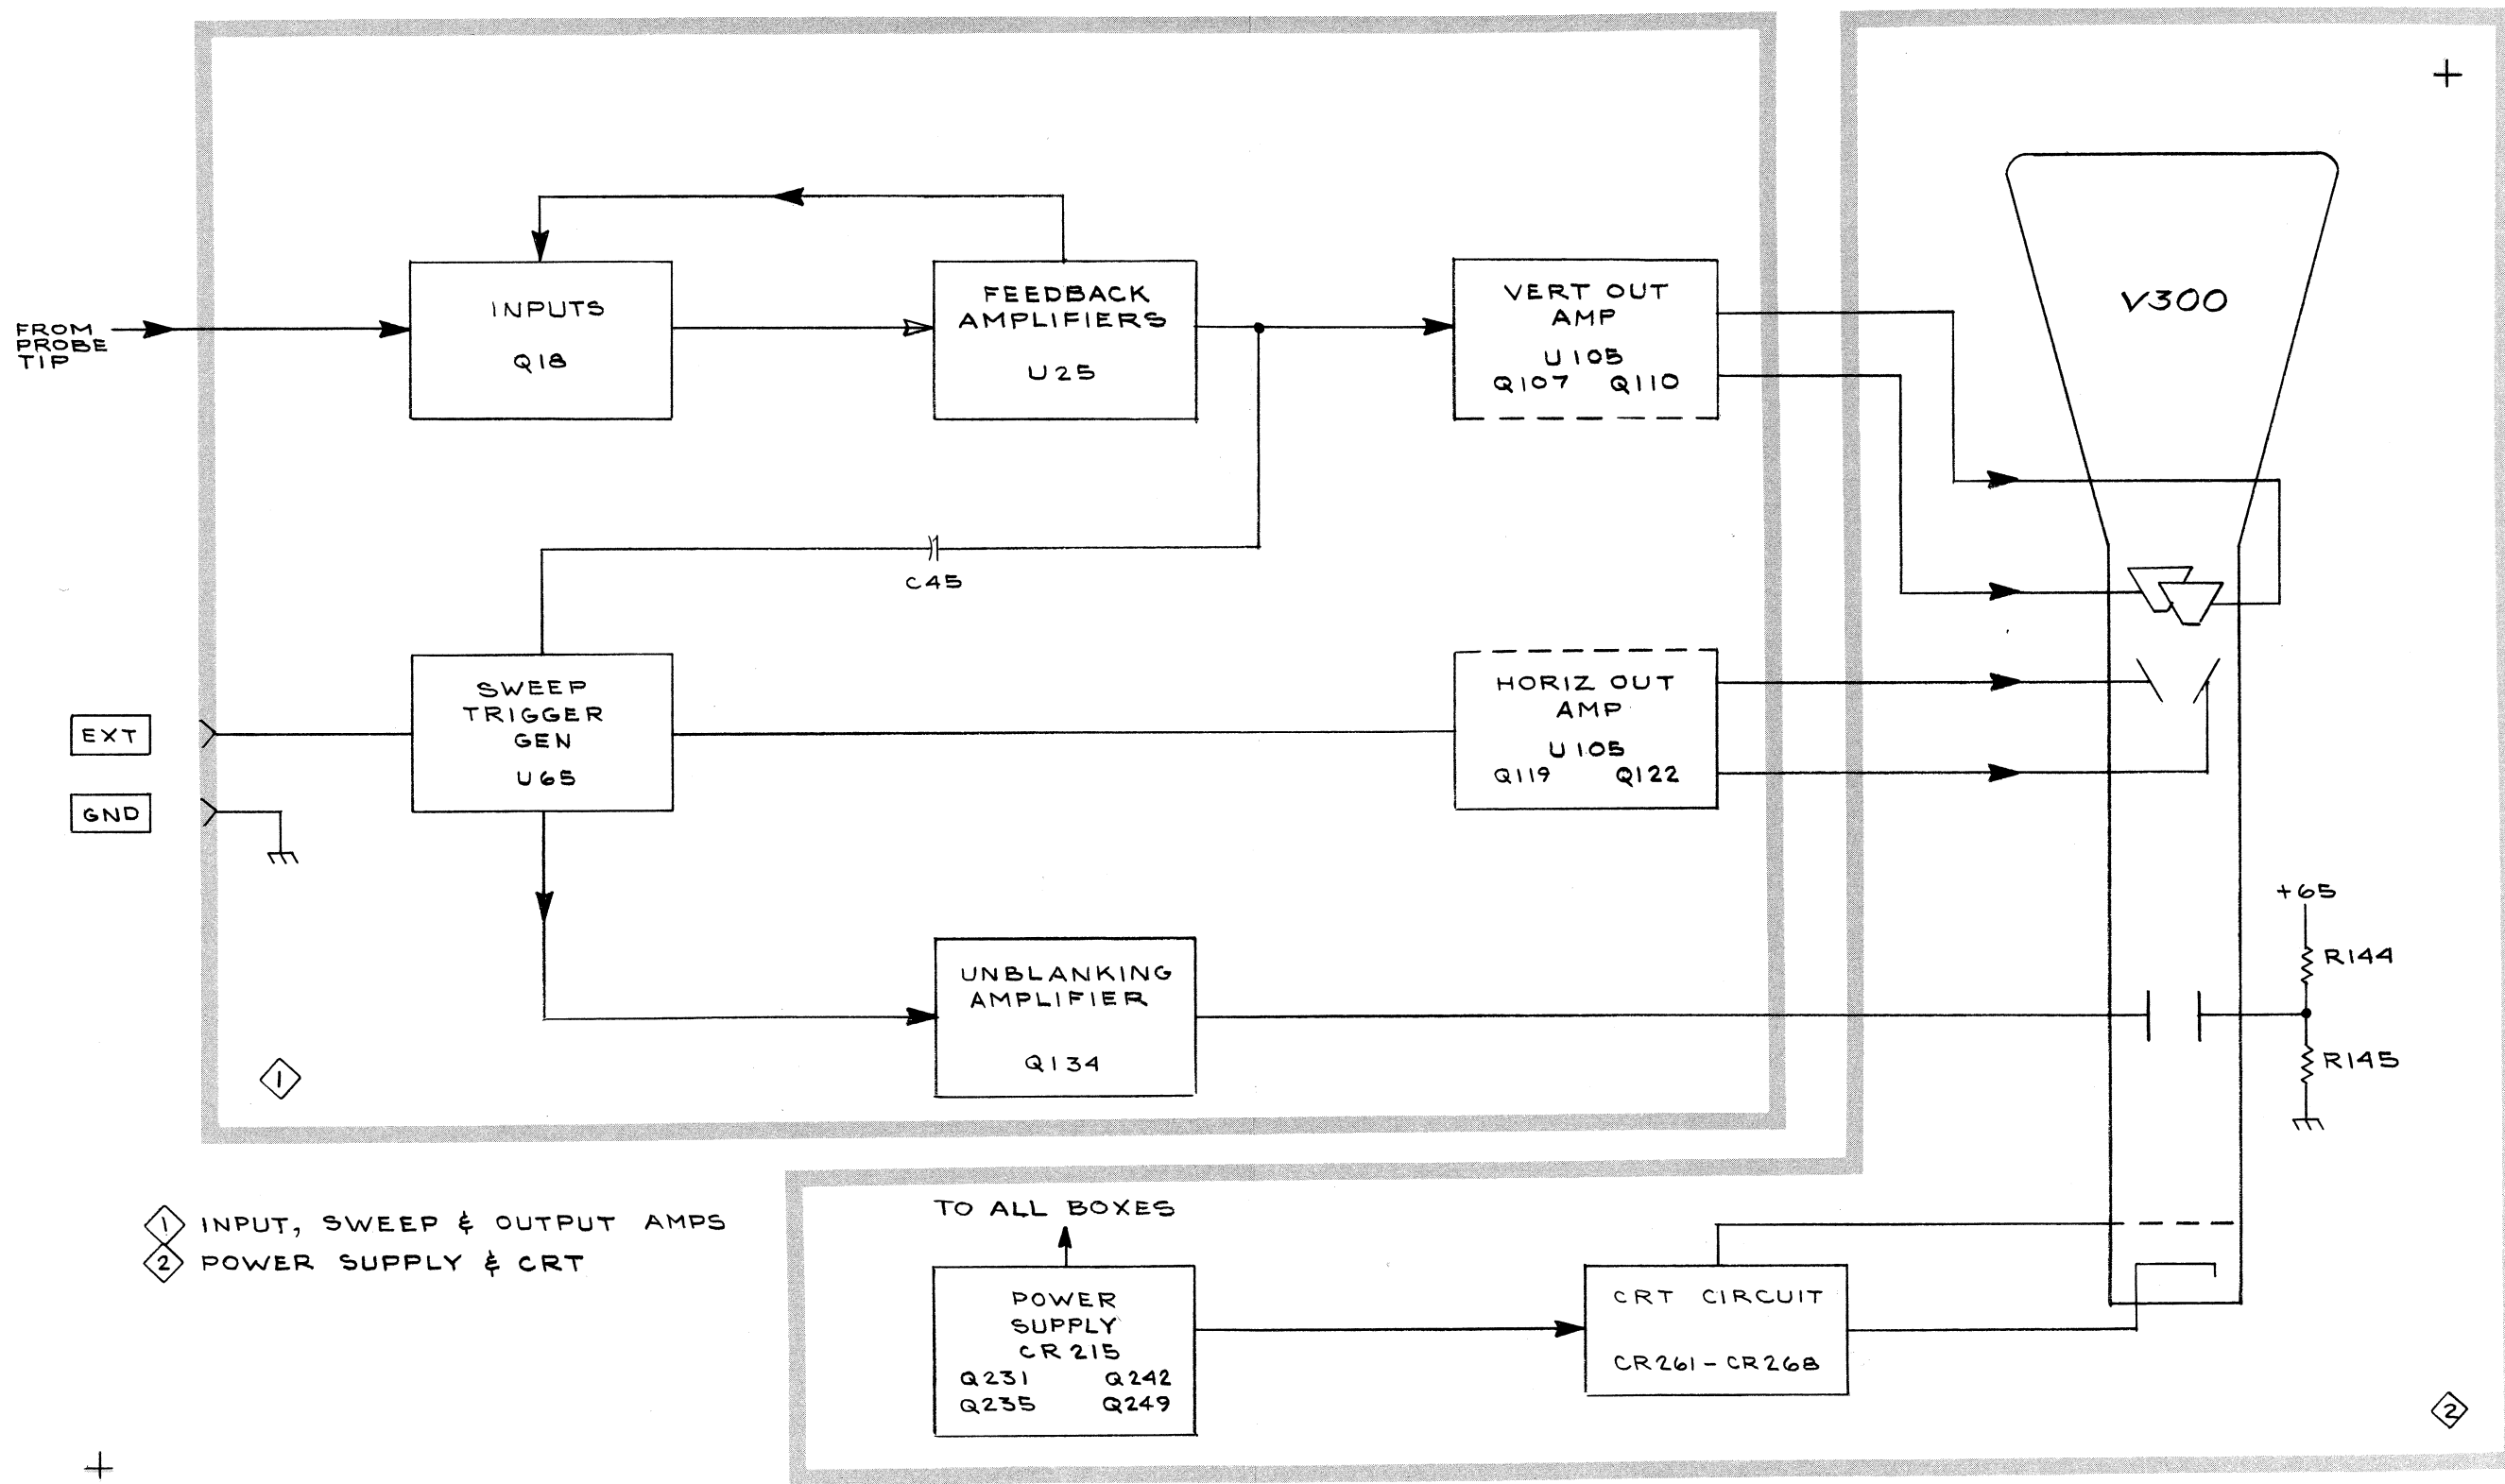 FROM
PROBE
TIP
INPUTS
Q18
FEEDBACK
AMPLIFIERS
U25
VERT OUT
AMP
U105
Q107 Q110
V300
C45
EXT
GND
SWEEP
TRIGGER
GEN
U65
HORIZ OUT
AMP
U105
Q119 Q122
UNBLANKING
AMPLIFIER
Q134
+65
R144
R145
1
1 INPUT, SWEEP & OUTPUT AMPS
2 POWER SUPPLY & CRT
TO ALL BOXES
POWER
SUPPLY
CR215
Q231 Q242
Q235 Q249
CRT CIRCUIT
CR261-CR268
2